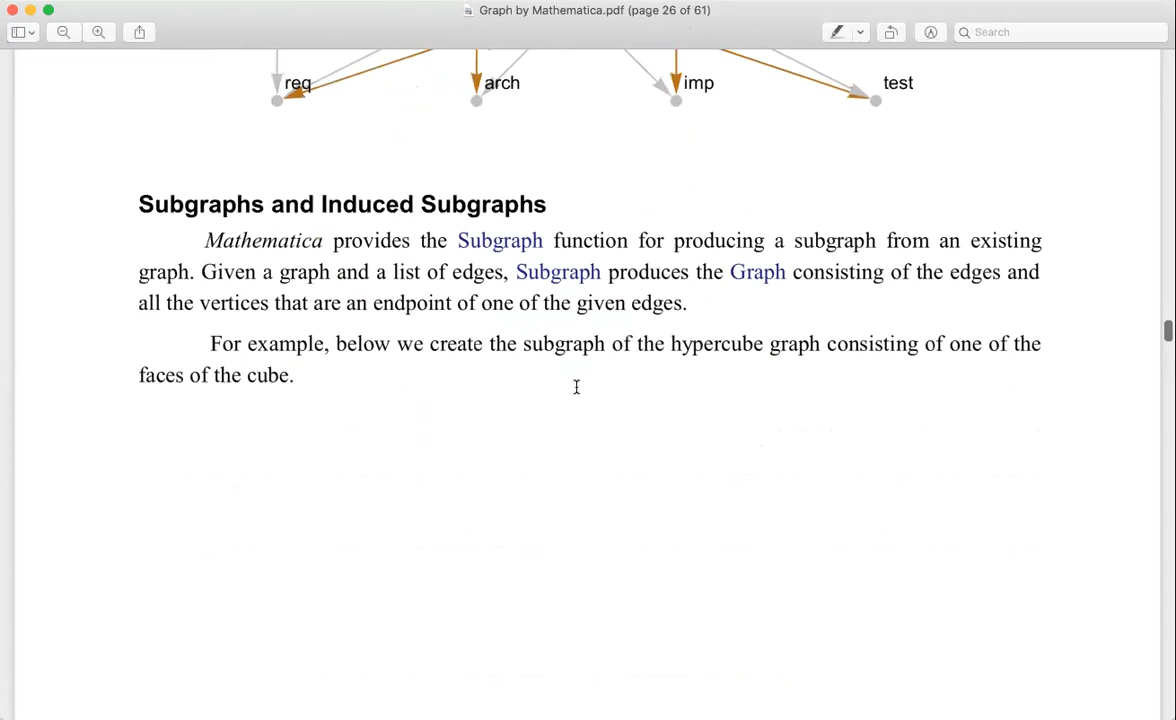 Graph by Mathematica.pdf (page 26 of 61)
Search
req
arch
imp
test
Subgraphs and Induced Subgraphs
Mathematica provides the Subgraph function for producing a subgraph from an existing
graph. Given a graph and a list of edges, Subgraph produces the Graph consisting of the edges and
all the vertices that are an endpoint of one of the given edges.
For example, below we create the subgraph of the hypercube graph consisting of one of the
faces of the cube.